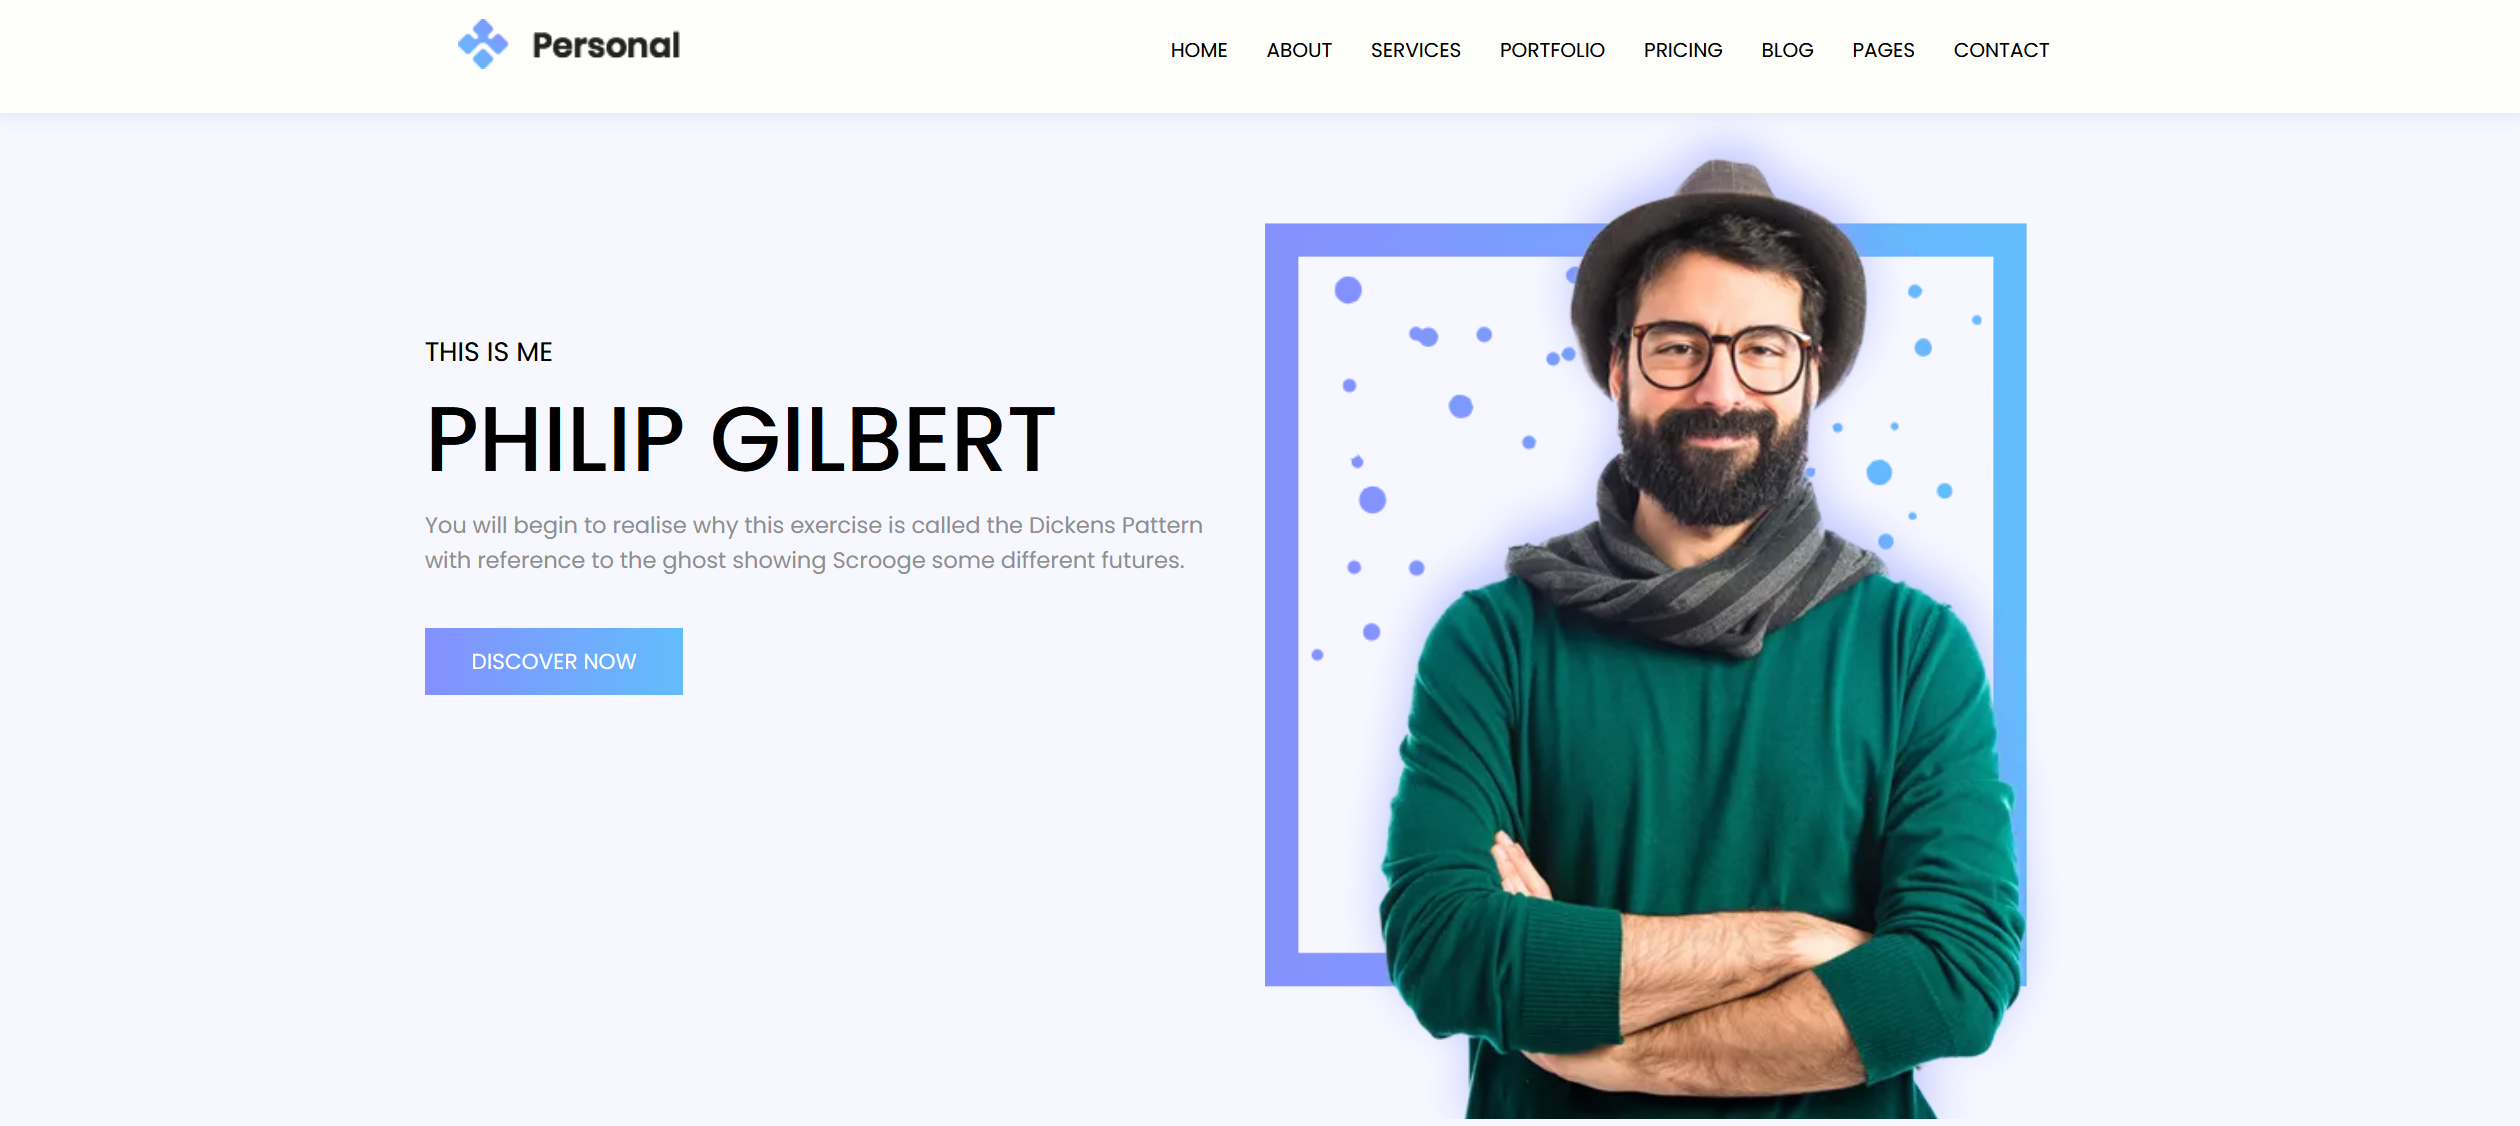 Personal
HOME ABOUT SERVICES PORTFOLIO PRICING BLOG PAGES CONTACT
THIS IS ME
PHILIP GILBERT
You will begin to realise why this exercise is called the Dickens Pattern
with reference to the ghost showing Scrooge some different futures.
DISCOVER NOW